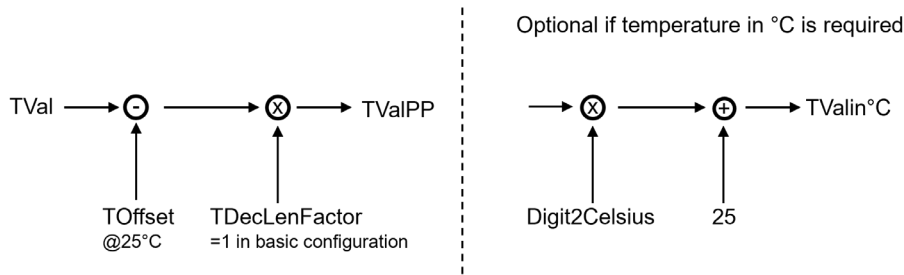 Optional if temperature in °C is required
TVal
-
X
TValPP
X
+
TValin°C
TOffset
@25°C
TDecLenFactor
=1 in basic configuration
Digit2Celsius
25